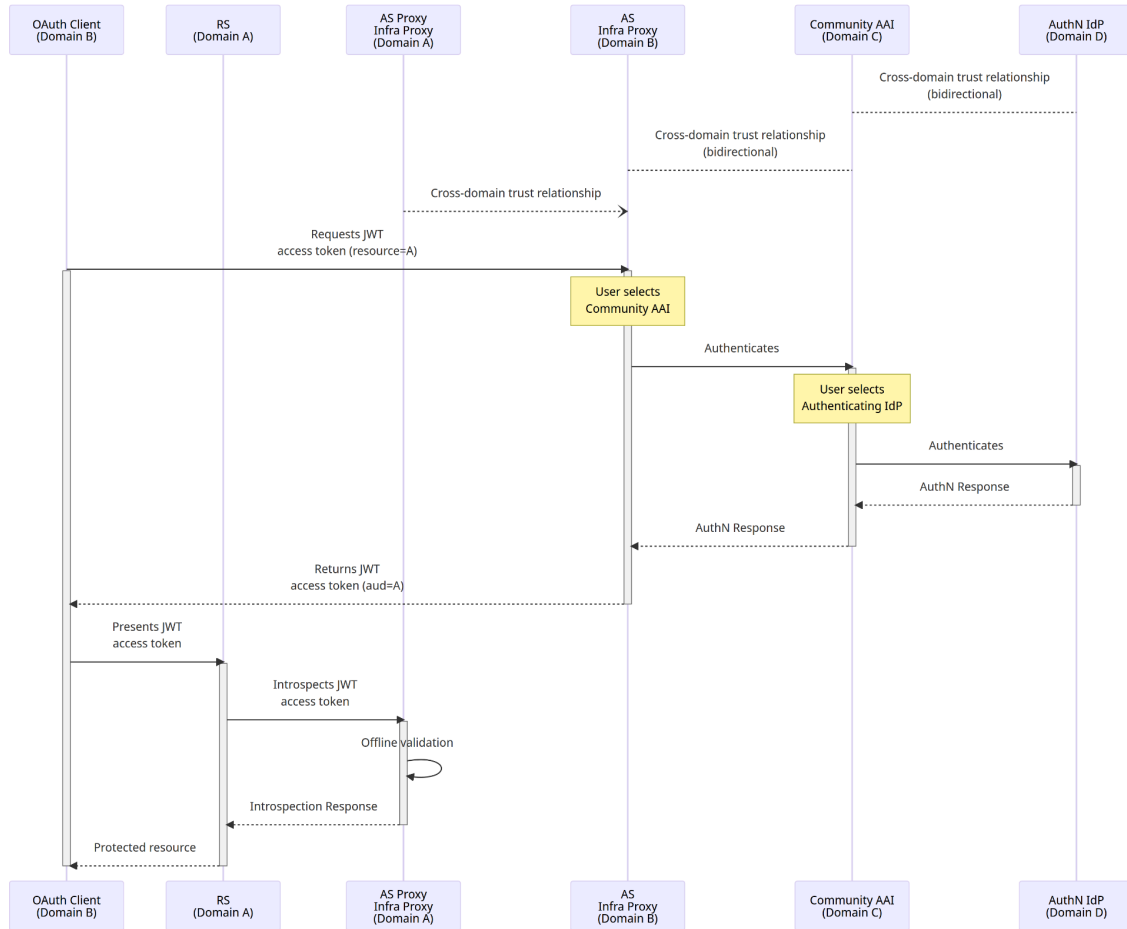 OAuth Client
(Domain B)
RS
(Domain A)
AS Proxy
Infra Proxy
(Domain A)
AS
Infra Proxy
(Domain B)
Community AAI
(Domain C)
AuthN IdP
(Domain D)
Cross-domain trust relationship
(bidirectional)
Cross-domain trust relationship
(bidirectional)
Cross-domain trust relationship
Requests JWT
access token (resource=A)
User selects
Community AAI
Authenticates
User selects
Authenticating IdP
Authenticates
AuthN Response
AuthN Response
Returns JWT
access token (aud=A)
Presents JWT
access token
Introspects JWT
access token
Offline validation
Introspection Response
Protected resource
OAuth Client
(Domain B)
RS
(Domain A)
AS Proxy
Infra Proxy
(Domain A)
AS
Infra Proxy
(Domain B)
Community AAI
(Domain C)
AuthN IdP
(Domain D)